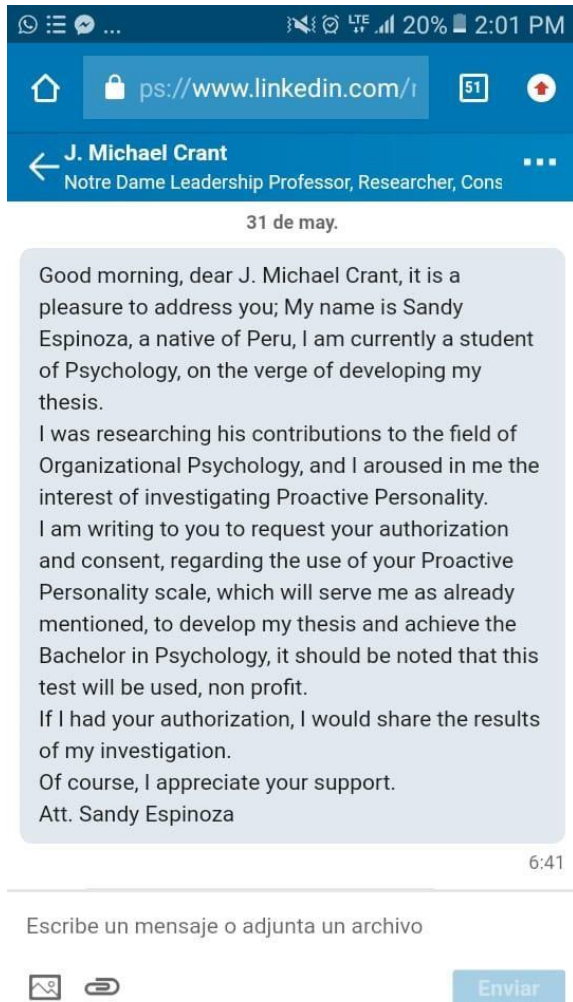 ... LTE 20% 2:01 PM
ps://www.linkedin.com/r 51
J. Michael Crant
Notre Dame Leadership Professor, Researcher, Cons
31 de may.
Good morning, dear J. Michael Crant, it is a
pleasure to address you; My name is Sandy
Espinoza, a native of Peru, I am currently a student
of Psychology, on the verge of developing my
thesis.
I was researching his contributions to the field of
Organizational Psychology, and I aroused in me the
interest of investigating Proactive Personality.
I am writing to you to request your authorization
and consent, regarding the use of your Proactive
Personality scale, which will serve me as already
mentioned, to develop my thesis and achieve the
Bachelor in Psychology, it should be noted that this
test will be used, non profit.
If I had your authorization, I would share the results
of my investigation.
Of course, I appreciate your support.
Att. Sandy Espinoza
6:41
Escribe un mensaje o adjunta un archivo
Enviar